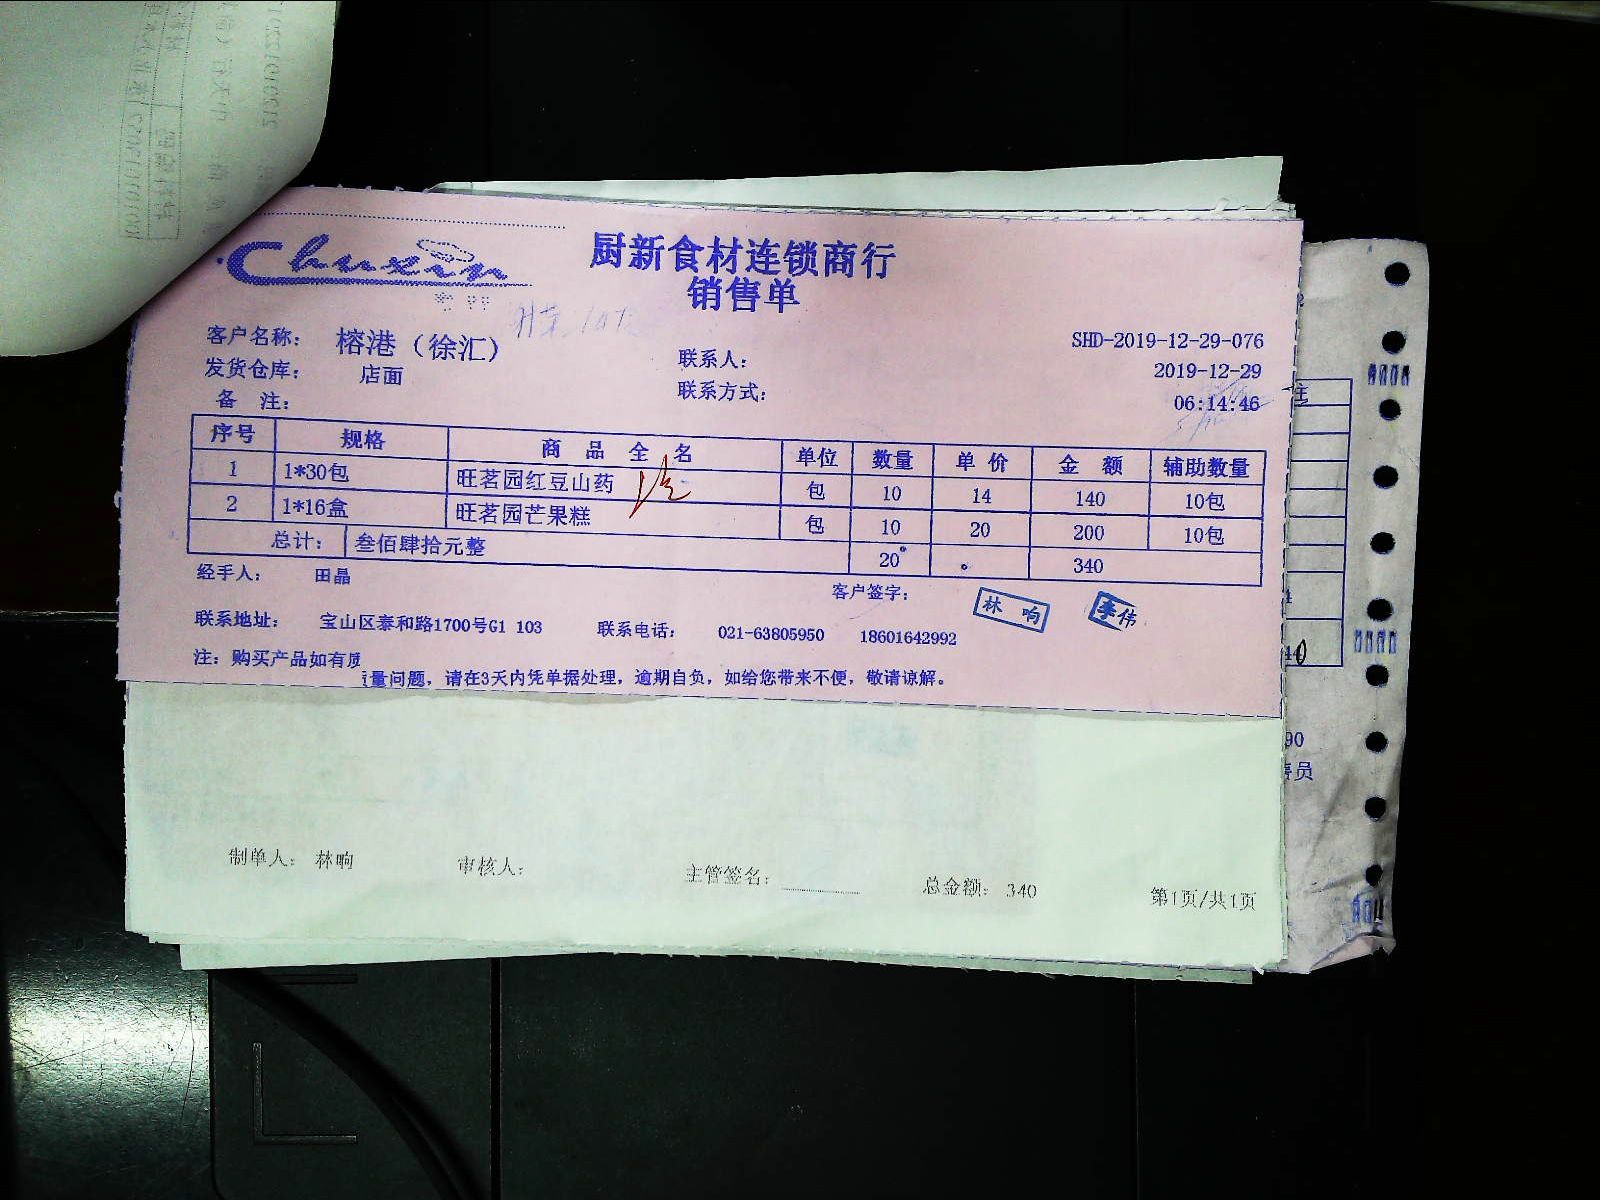 Chuxin
厨新食材连锁商行
销售单
客户名称： 榕港（徐汇）
SHD-2019-12-29-076
发货仓库： 店面 联系人： 2019-12-29
备 注： 联系方式： 06:14:46
序号 规格 商 品 全 名 单位 数量 单 价 金 额 辅助数量
1 1*30包 旺茗园红豆山药 包 10 14 140 10包
2 1*16盒 旺茗园芒果糕 包 10 20 200 10包
总计： 叁佰肆拾元整 20 340
经手人： 田晶 客户签字： 林 响 李伟
联系地址： 宝山区泰和路1700号G1 103 联系电话： 021-63805950 18601642992
注：购买产品如有质量问题，请在3天内凭单据处理，逾期自负，如给您带来不便，敬请谅解。
90
售员
制单人： 林响 审核人： 主管签名： 总金额： 340 第1页/共1页